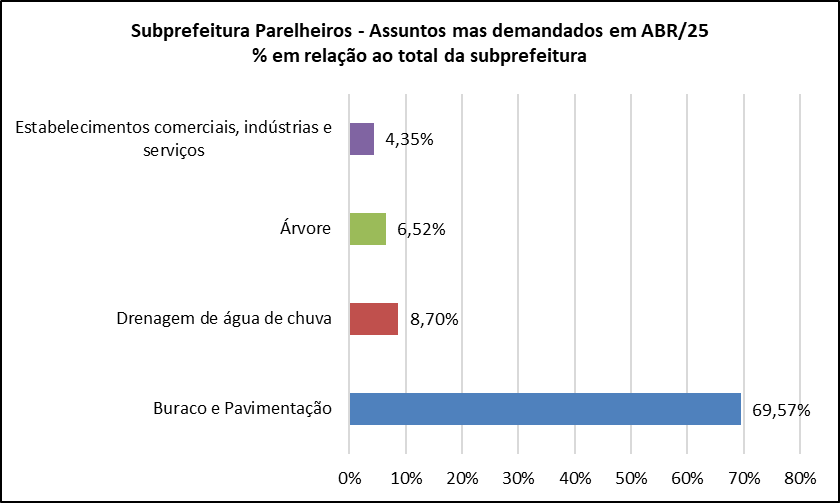 Subprefeitura Parelheiros - Assuntos mas demandados em ABR/25
% em relação ao total da subprefeitura
Estabelecimentos comerciais, indústrias e
serviços
4,35%
Árvore
6,52%
Drenagem de água de chuva
8,70%
Buraco e Pavimentação
69,57%
0% 10% 20% 30% 40% 50% 60% 70% 80%